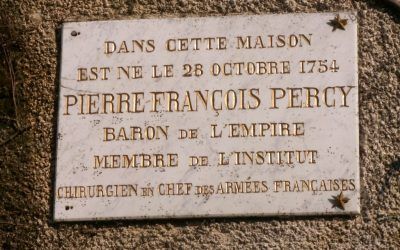 DANS CETTE MAISON
EST NE LE 28 OCTOBRE 1754
PIERRE-FRANÇOIS PERCY
BARON DE L'EMPIRE
MEMBRE DE L'INSTITUT
CHIRURGIEN EN CHEF DES ARMÉES FRANÇAISES